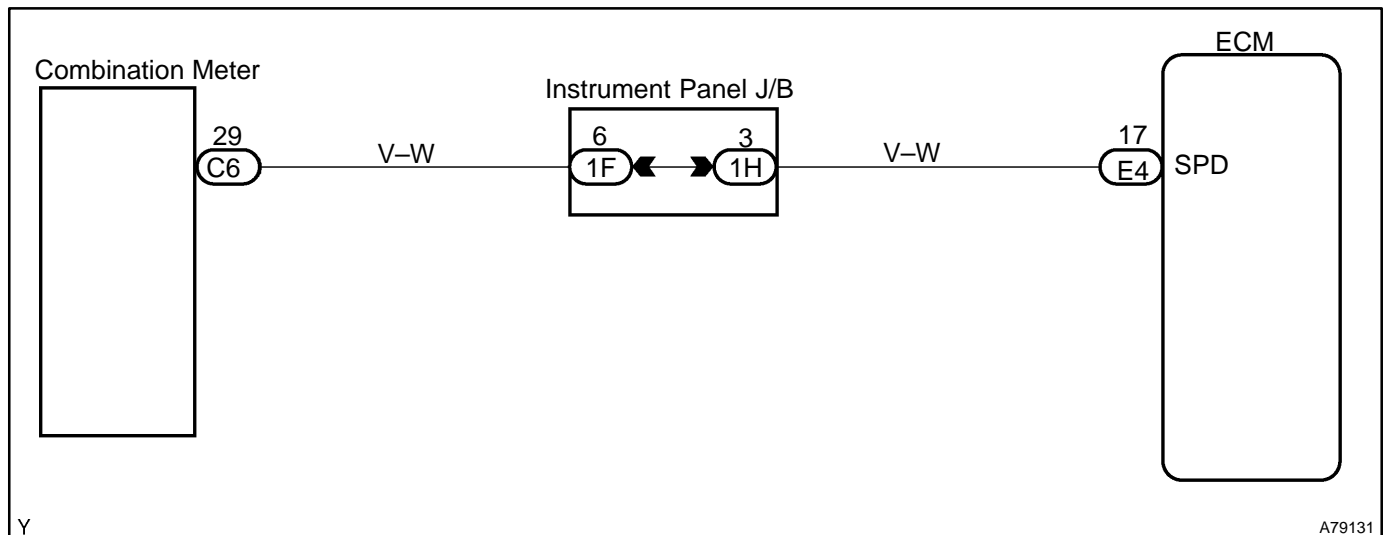 ECM
Combination Meter
Instrument Panel J/B
29
C6
V–W
6
1F
3
1H
V–W
17
E4
SPD
Y
A79131